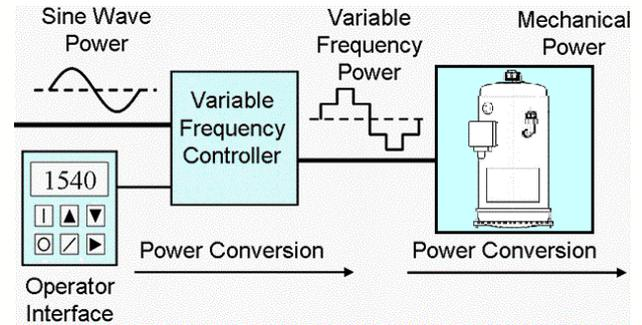 Sine Wave
Power
Variable
Frequency
Power
Mechanical
Power
Variable
Frequency
Controller
1540
Power Conversion
Power Conversion
Operator
Interface